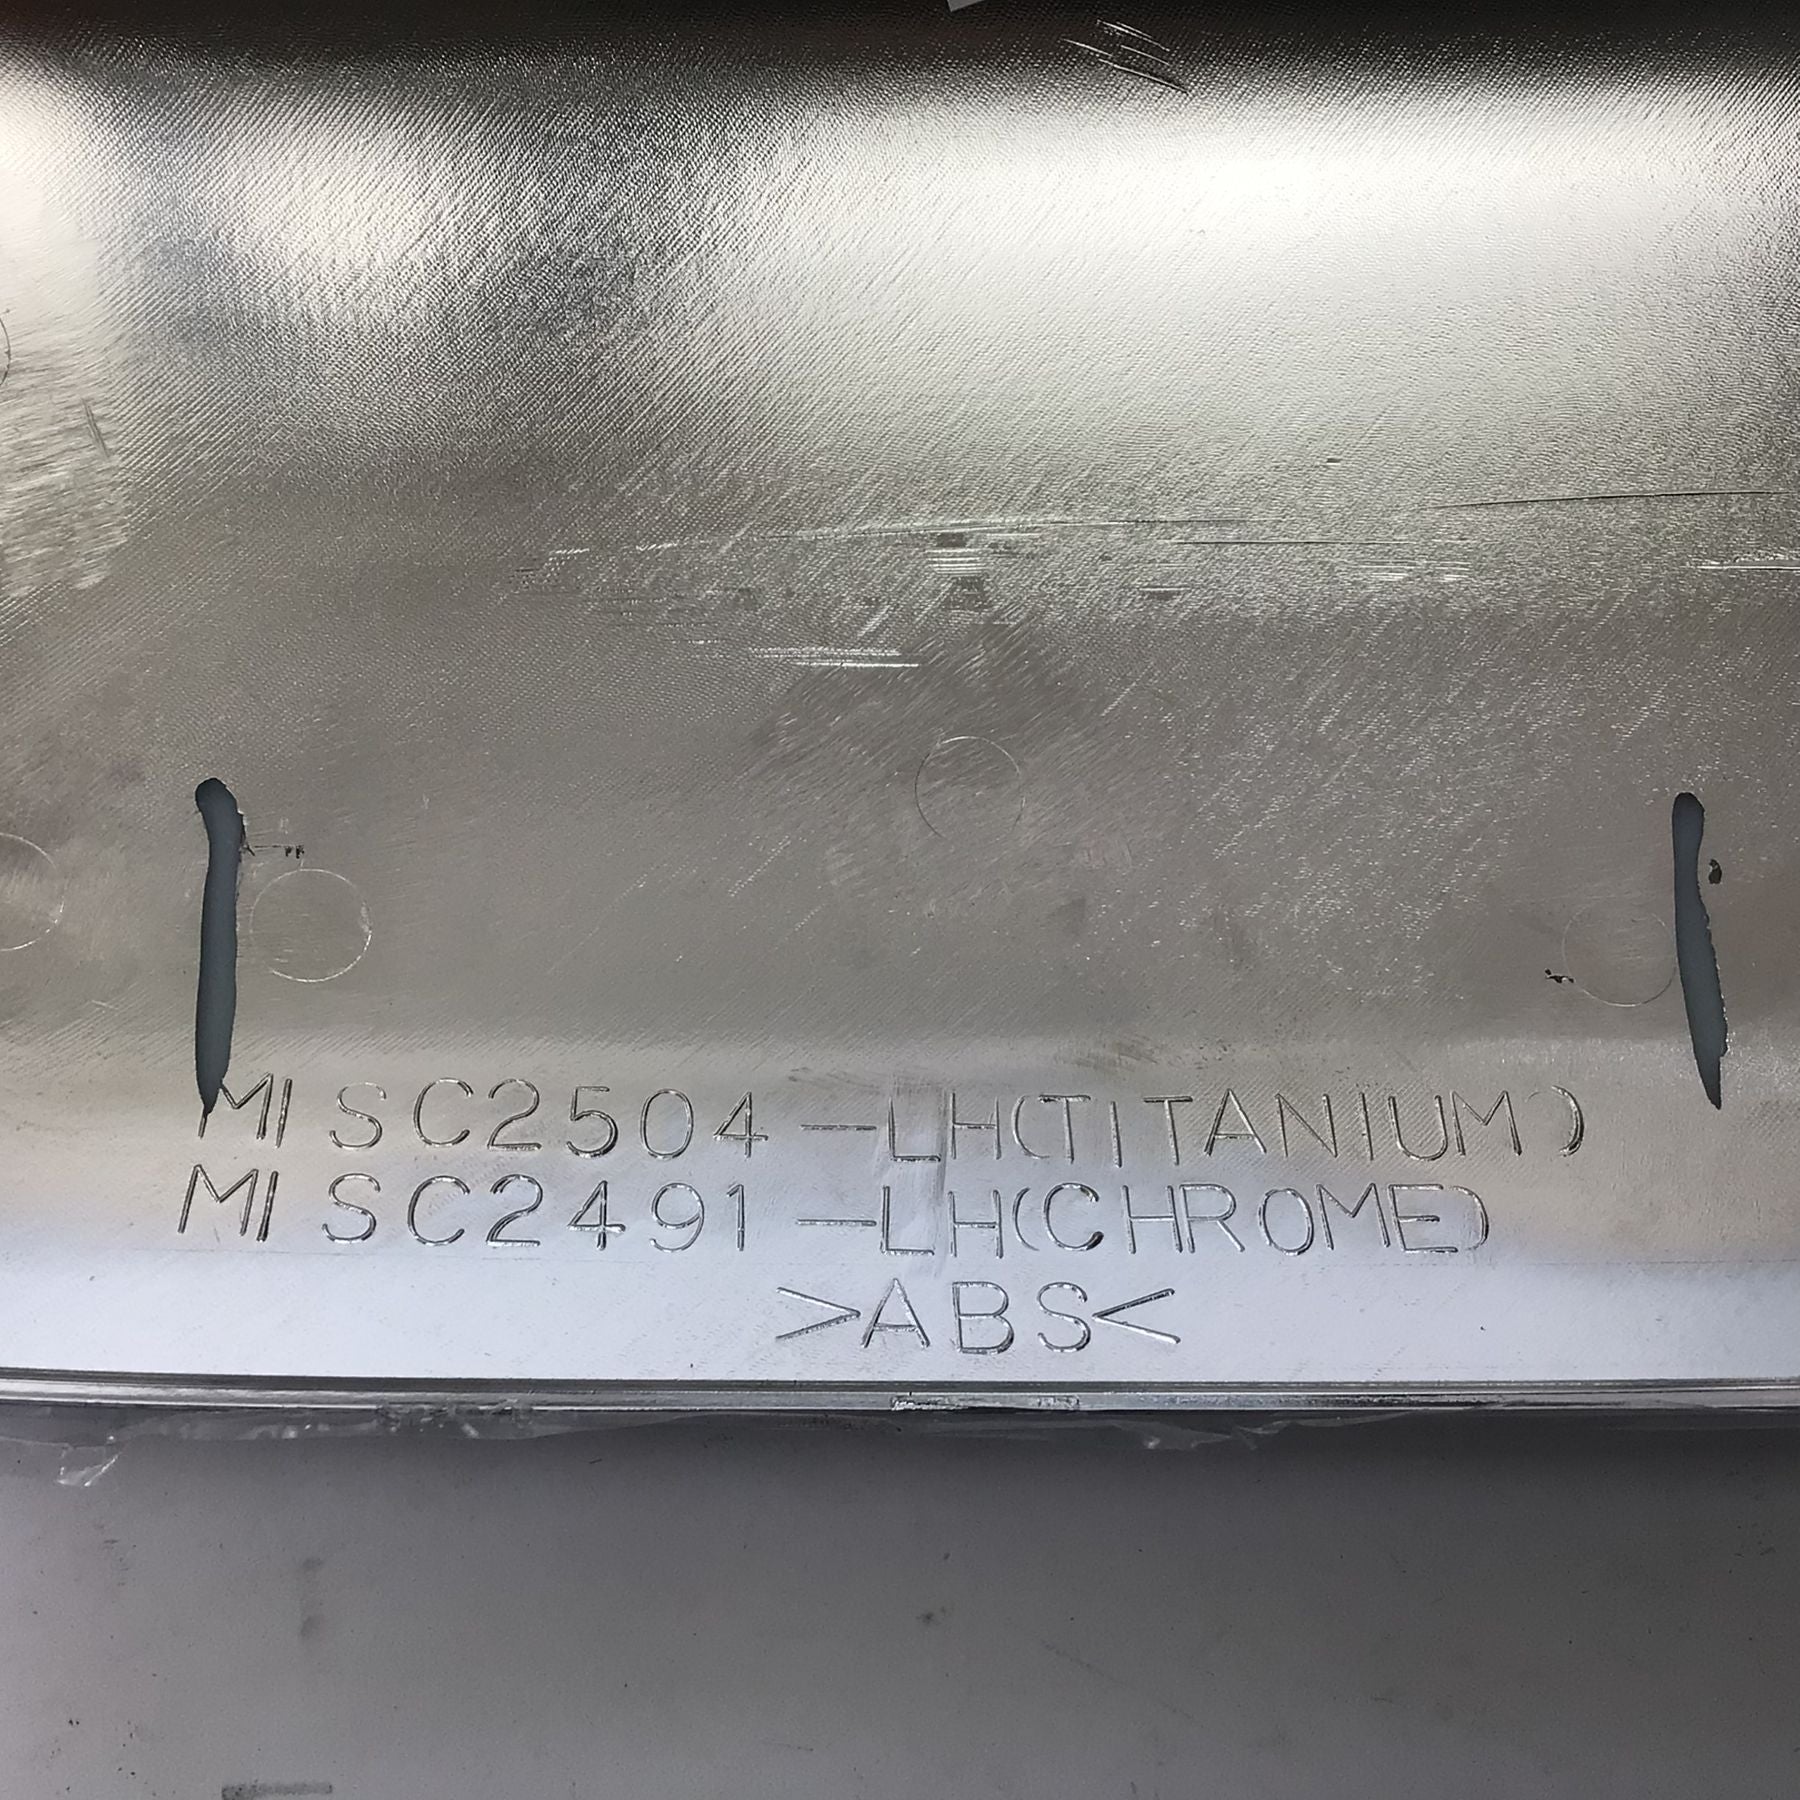 MISC2504-LH(TITANIUM)
MISC2491-LH(CHROME)
>ABS<